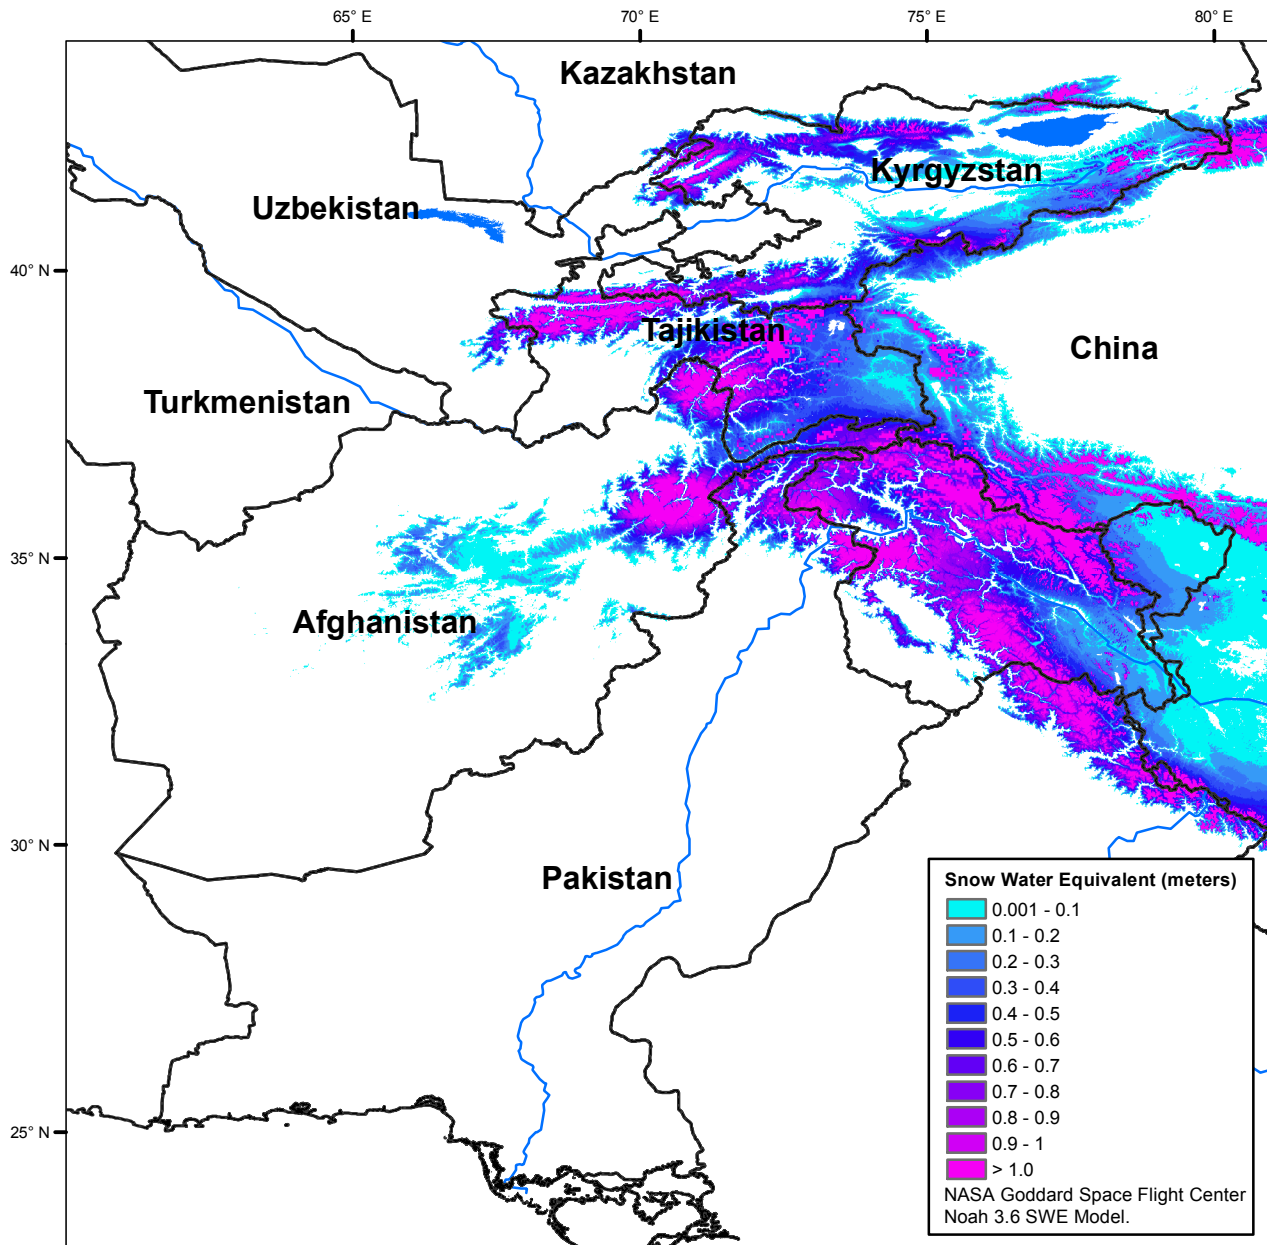 65° E
70° E
75° E
80° E
Kazakhstan
Kyrgyzstan
Uzbekistan
40° N
Tajikistan
China
Turkmenistan
35° N
Afghanistan
30° N
Pakistan
25° N
Snow Water Equivalent (meters)
0.001 - 0.1
0.1 - 0.2
0.2 - 0.3
0.3 - 0.4
0.4 - 0.5
0.5 - 0.6
0.6 - 0.7
0.7 - 0.8
0.8 - 0.9
0.9 - 1
> 1.0
NASA Goddard Space Flight Center
Noah 3.6 SWE Model.